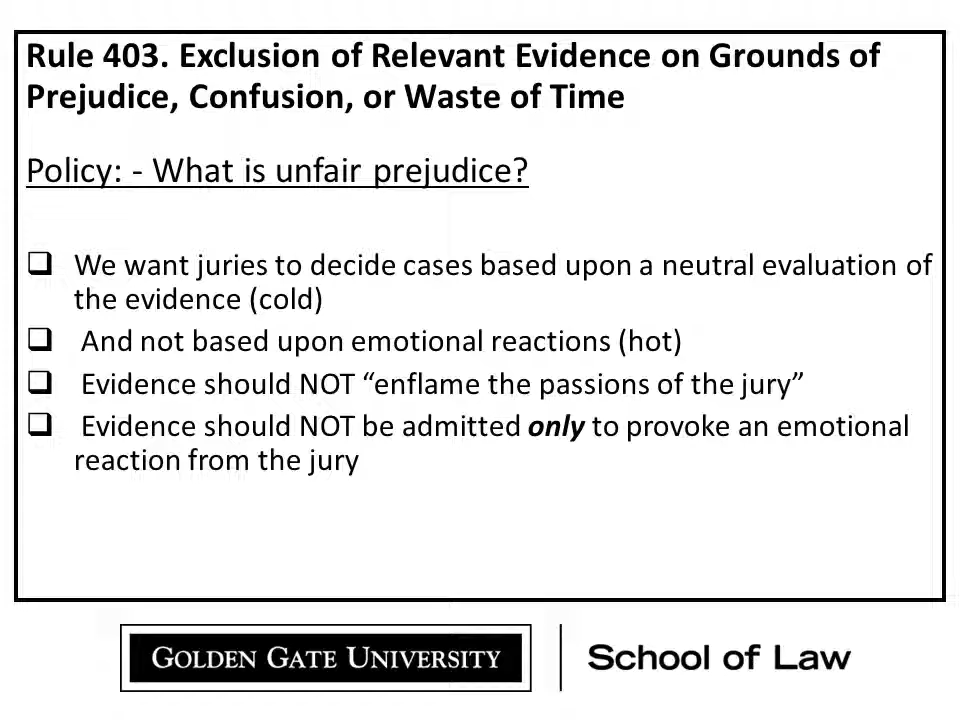 Rule 403. Exclusion of Relevant Evidence on Grounds of
Prejudice, Confusion, or Waste of Time
Policy: - What is unfair prejudice?
We want juries to decide cases based upon a neutral evaluation of
the evidence (cold)
And not based upon emotional reactions (hot)
Evidence should NOT “enflame the passions of the jury”
Evidence should NOT be admitted only to provoke an emotional
reaction from the jury
GOLDEN GATE UNIVERSITY
School of Law